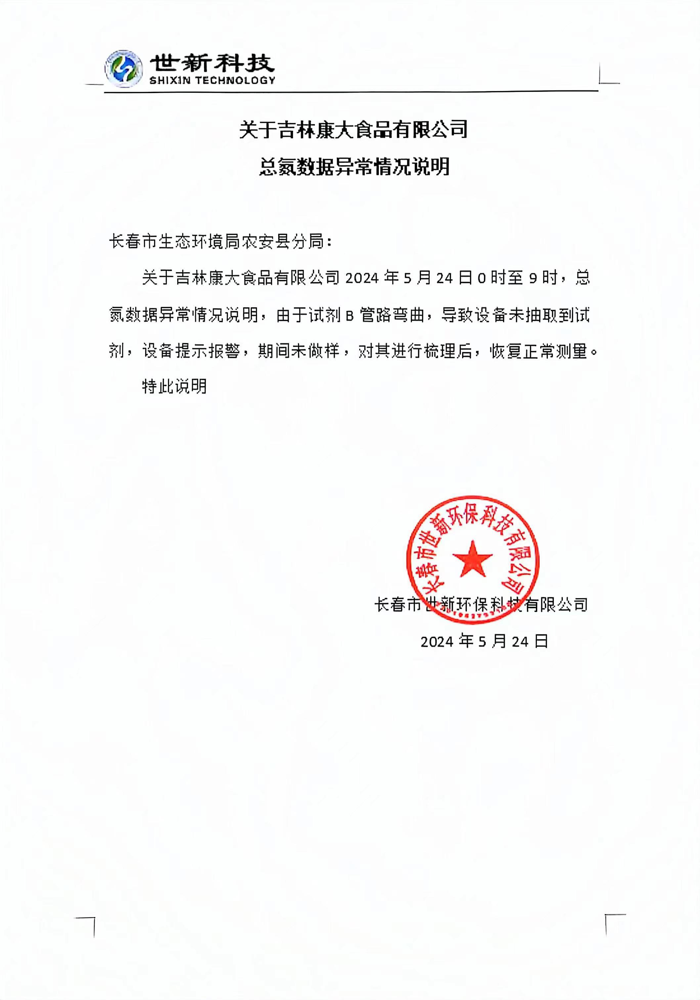 世新科技
SHIXIN TECHNOLOGY
关于吉林康大食品有限公司
总氮数据异常情况说明
长春市生态环境局农安县分局：
关于吉林康大食品有限公司 2024 年 5 月 24 日 0 时至 9 时，总
氮数据异常情况说明，由于试剂 B 管路弯曲，导致设备未抽取到试
剂，设备提示报警，期间未做样，对其进行梳理后，恢复正常测量。
特此说明
长春市世新环保科技有限公司
长春市世新环保科技有限公司
2024 年 5 月 24 日